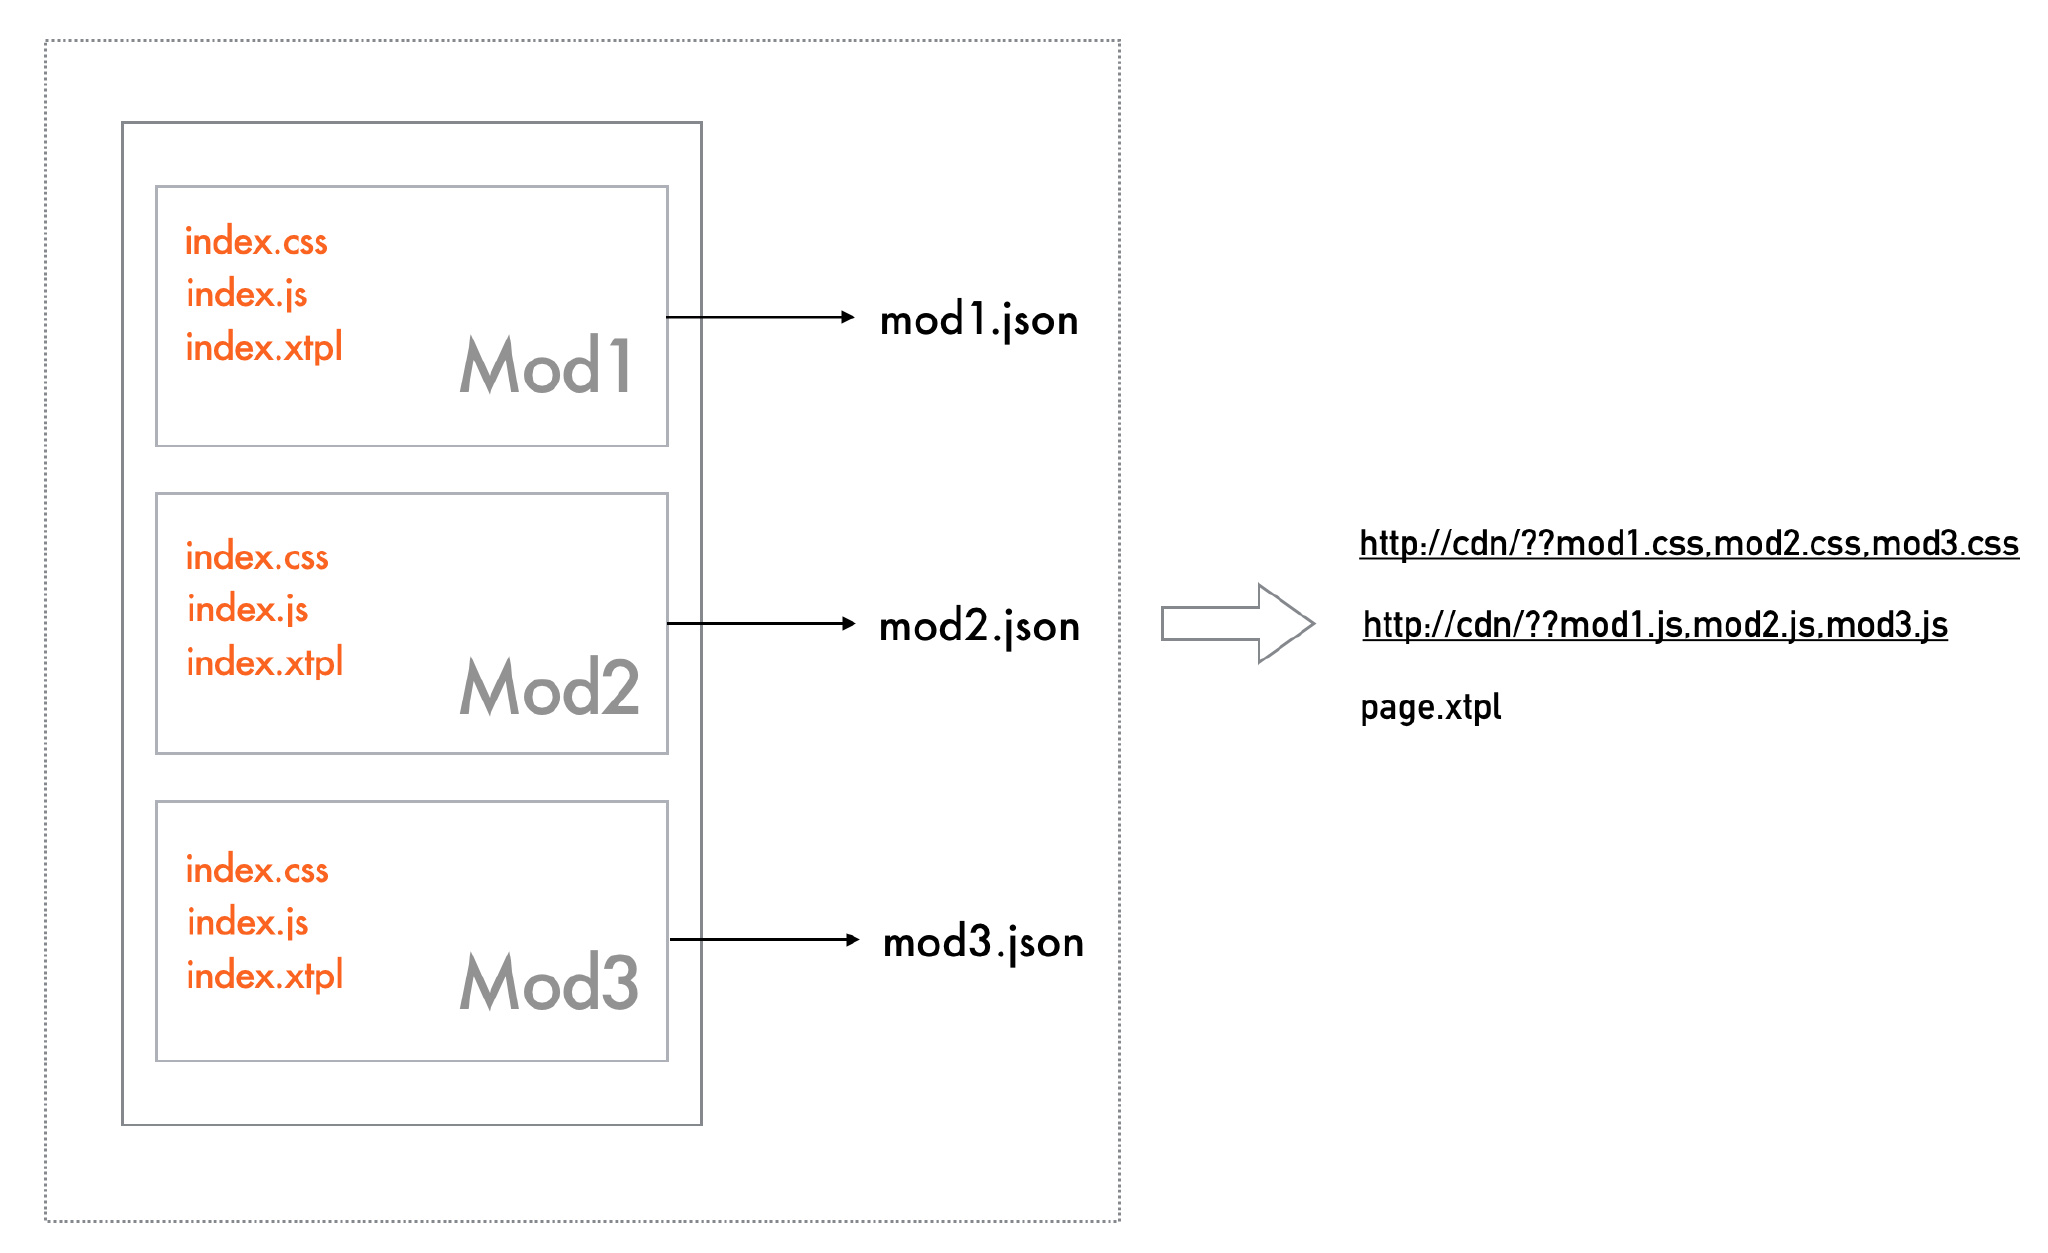 index.css
index.js
index.xtpl
Mod1
mod1.json
index.css
index.js
index.xtpl
Mod2
mod2.json
index.css
index.js
index.xtpl
Mod3
mod3.json
http://cdn/??mod1.css,mod2.css,mod3.css
http://cdn/??mod1.js,mod2.js,mod3.js
page.xtpl